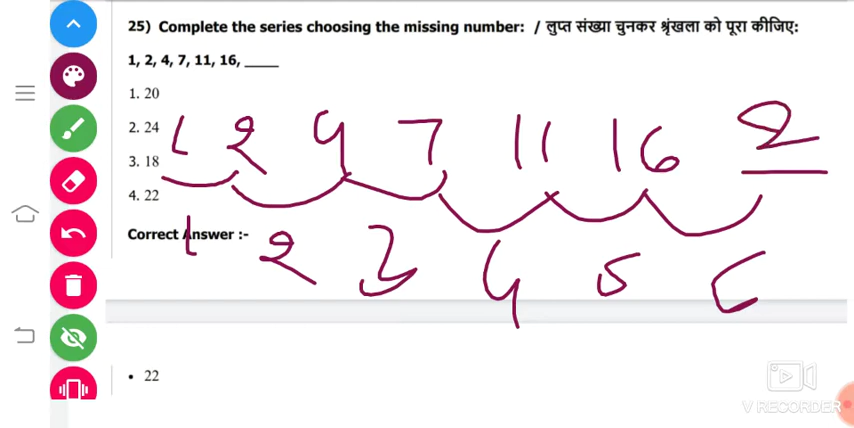 25) Complete the series choosing the missing number: / लुप्त संख्या चुनकर श्रृंखला को पूरा कीजिए:
1, 2, 4, 7, 11, 16, ____
1. 20
2. 24
3. 18
4. 22
1 2 4 7 11 16 2
Correct Answer :-
1 2 3 4 5 6
• 22
V RECORDER